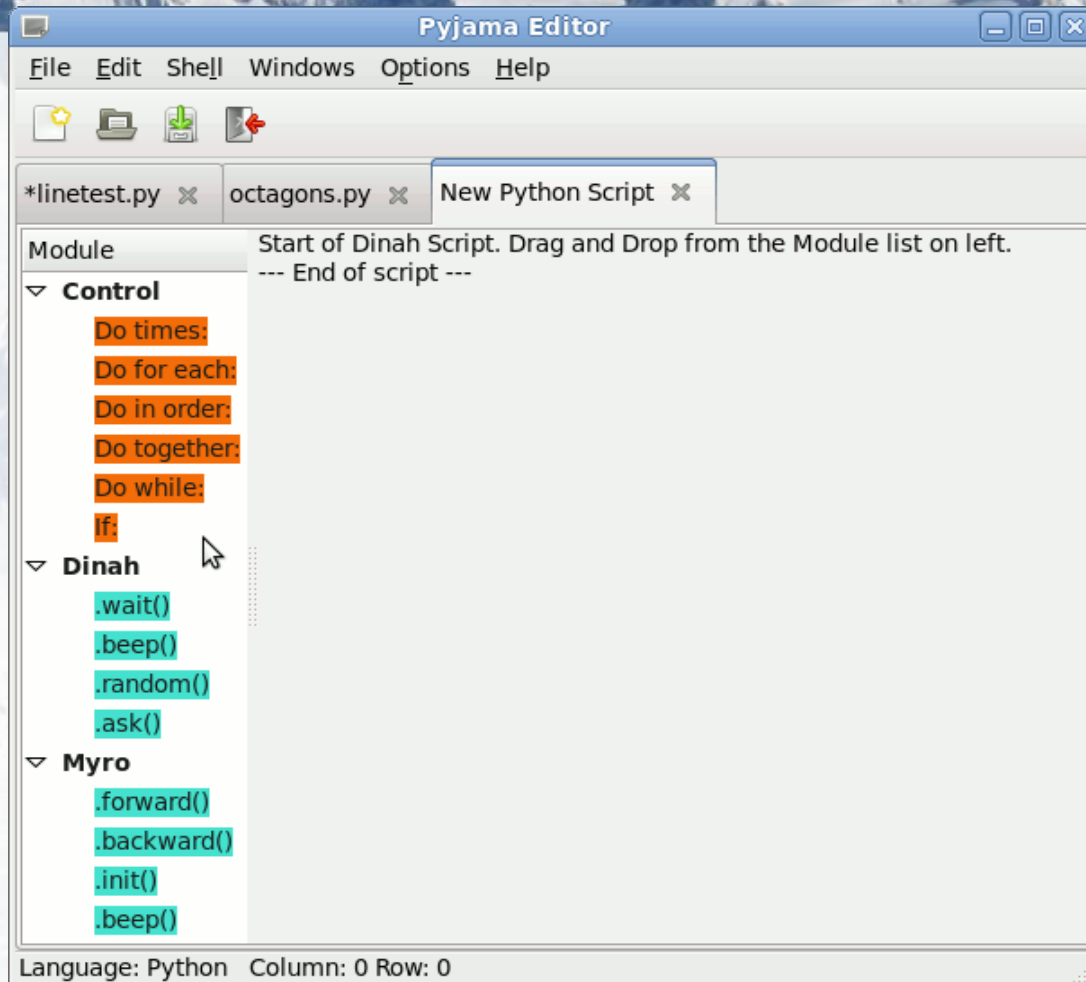 Pyjama Editor
File Edit Shell Windows Options Help
*linetest.py octagons.py New Python Script
Module
Start of Dinah Script. Drag and Drop from the Module list on left.
--- End of script ---
Control
Do times:
Do for each:
Do in order:
Do together:
Do while:
If:
Dinah
.wait()
.beep()
.random()
.ask()
Myro
.forward()
.backward()
.init()
.beep()
Language: Python Column: 0 Row: 0